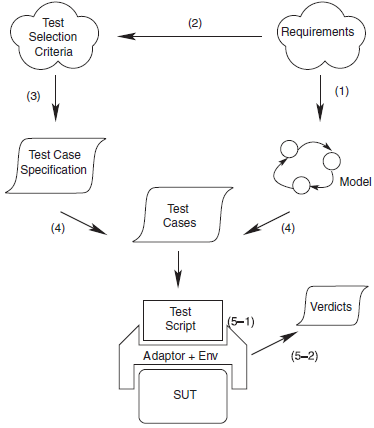 Test
Selection
Criteria
(2)
Requirements
(3)
(1)
Test Case
Specification
Model
(4)
Test
Cases
(4)
Test
Script
(5–1)
Verdicts
Adaptor + Env
(5–2)
SUT